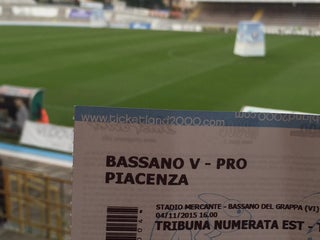 www.ticketland2000.com
BASSANO V - PRO
PIACENZA
STADIO MERCANTE - BASSANO DEL GRAPPA (VI)
04/11/2015 16.00
TRIBUNA NUMERATA EST -